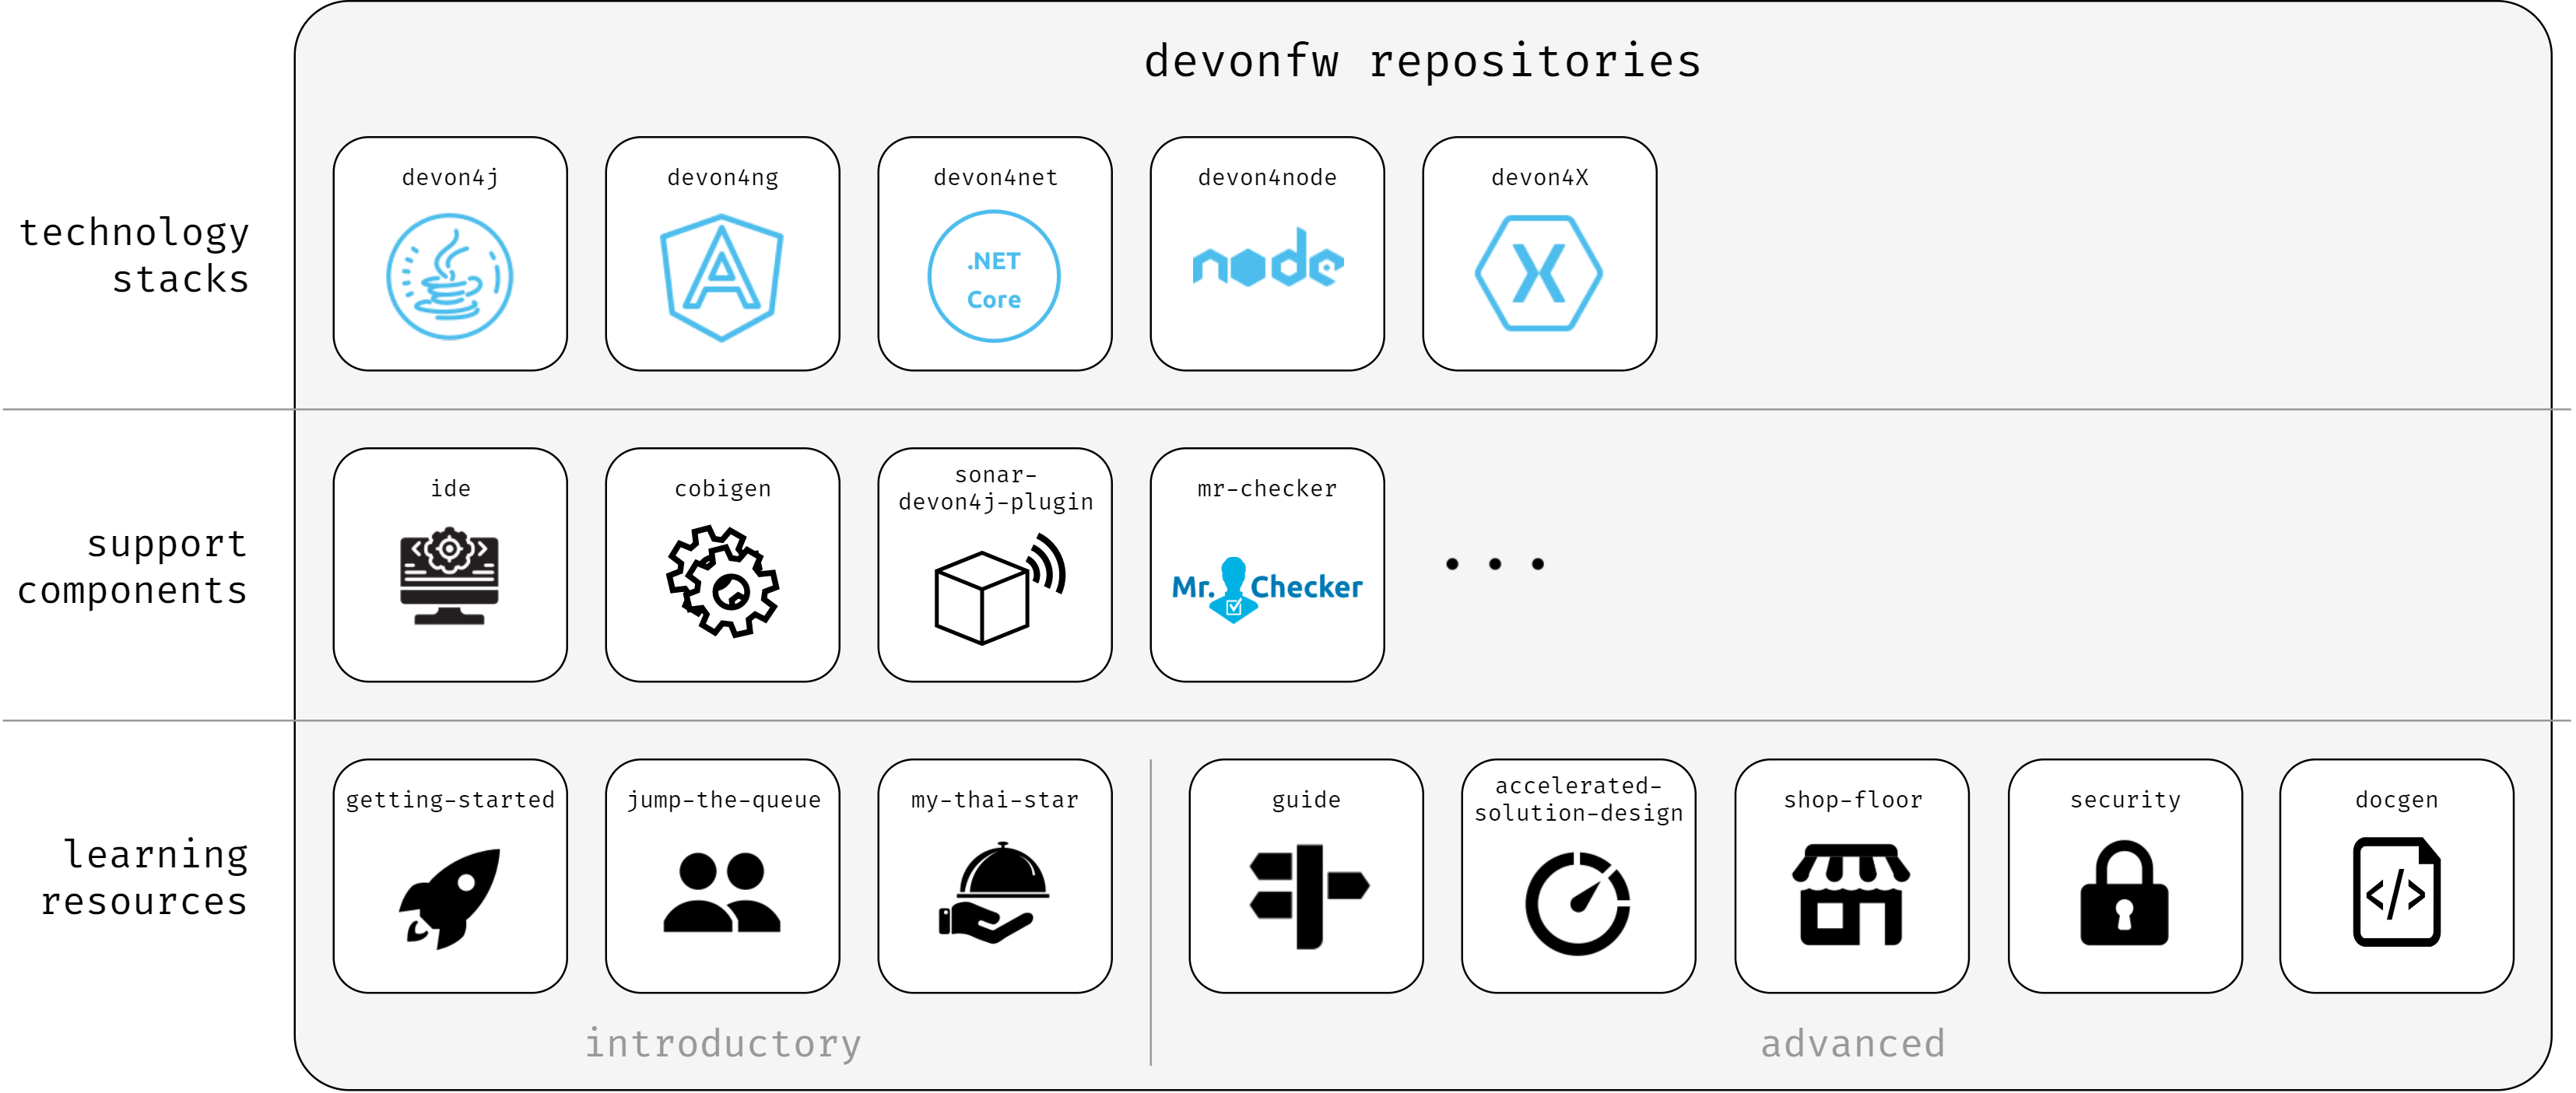 devonfw repositories
technology
stacks
devon4j
devon4ng
devon4net
.NET
Core
devon4node
node
devon4X
X
support
components
ide
cobigen
sonar-
devon4j-plugin
mr-checker
Mr. Checker
...
learning
resources
getting-started
jump-the-queue
my-thai-star
introductory
guide
accelerated-
solution-design
shop-floor
security
docgen
</>
advanced